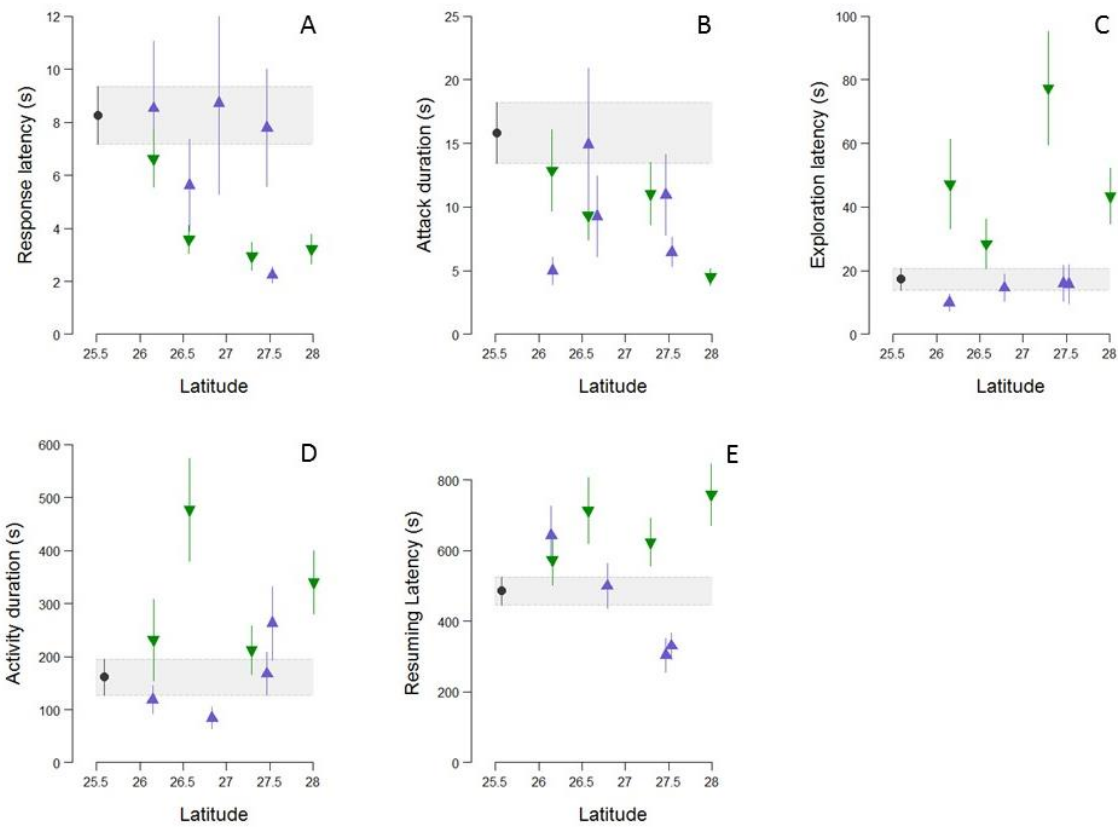 A
Response latency (s)
12
10
8
6
4
2
0
25.5 26 26.5 27 27.5 28
Latitude
B
Attack duration (s)
25
20
15
10
5
0
25.5 26 26.5 27 27.5 28
Latitude
C
Exploration latency (s)
100
80
60
40
20
0
25.5 26 26.5 27 27.5 28
Latitude
D
Activity duration (s)
600
500
400
300
200
100
0
25.5 26 26.5 27 27.5 28
Latitude
E
Resuming Latency (s)
800
600
400
200
0
25.5 26 26.5 27 27.5 28
Latitude